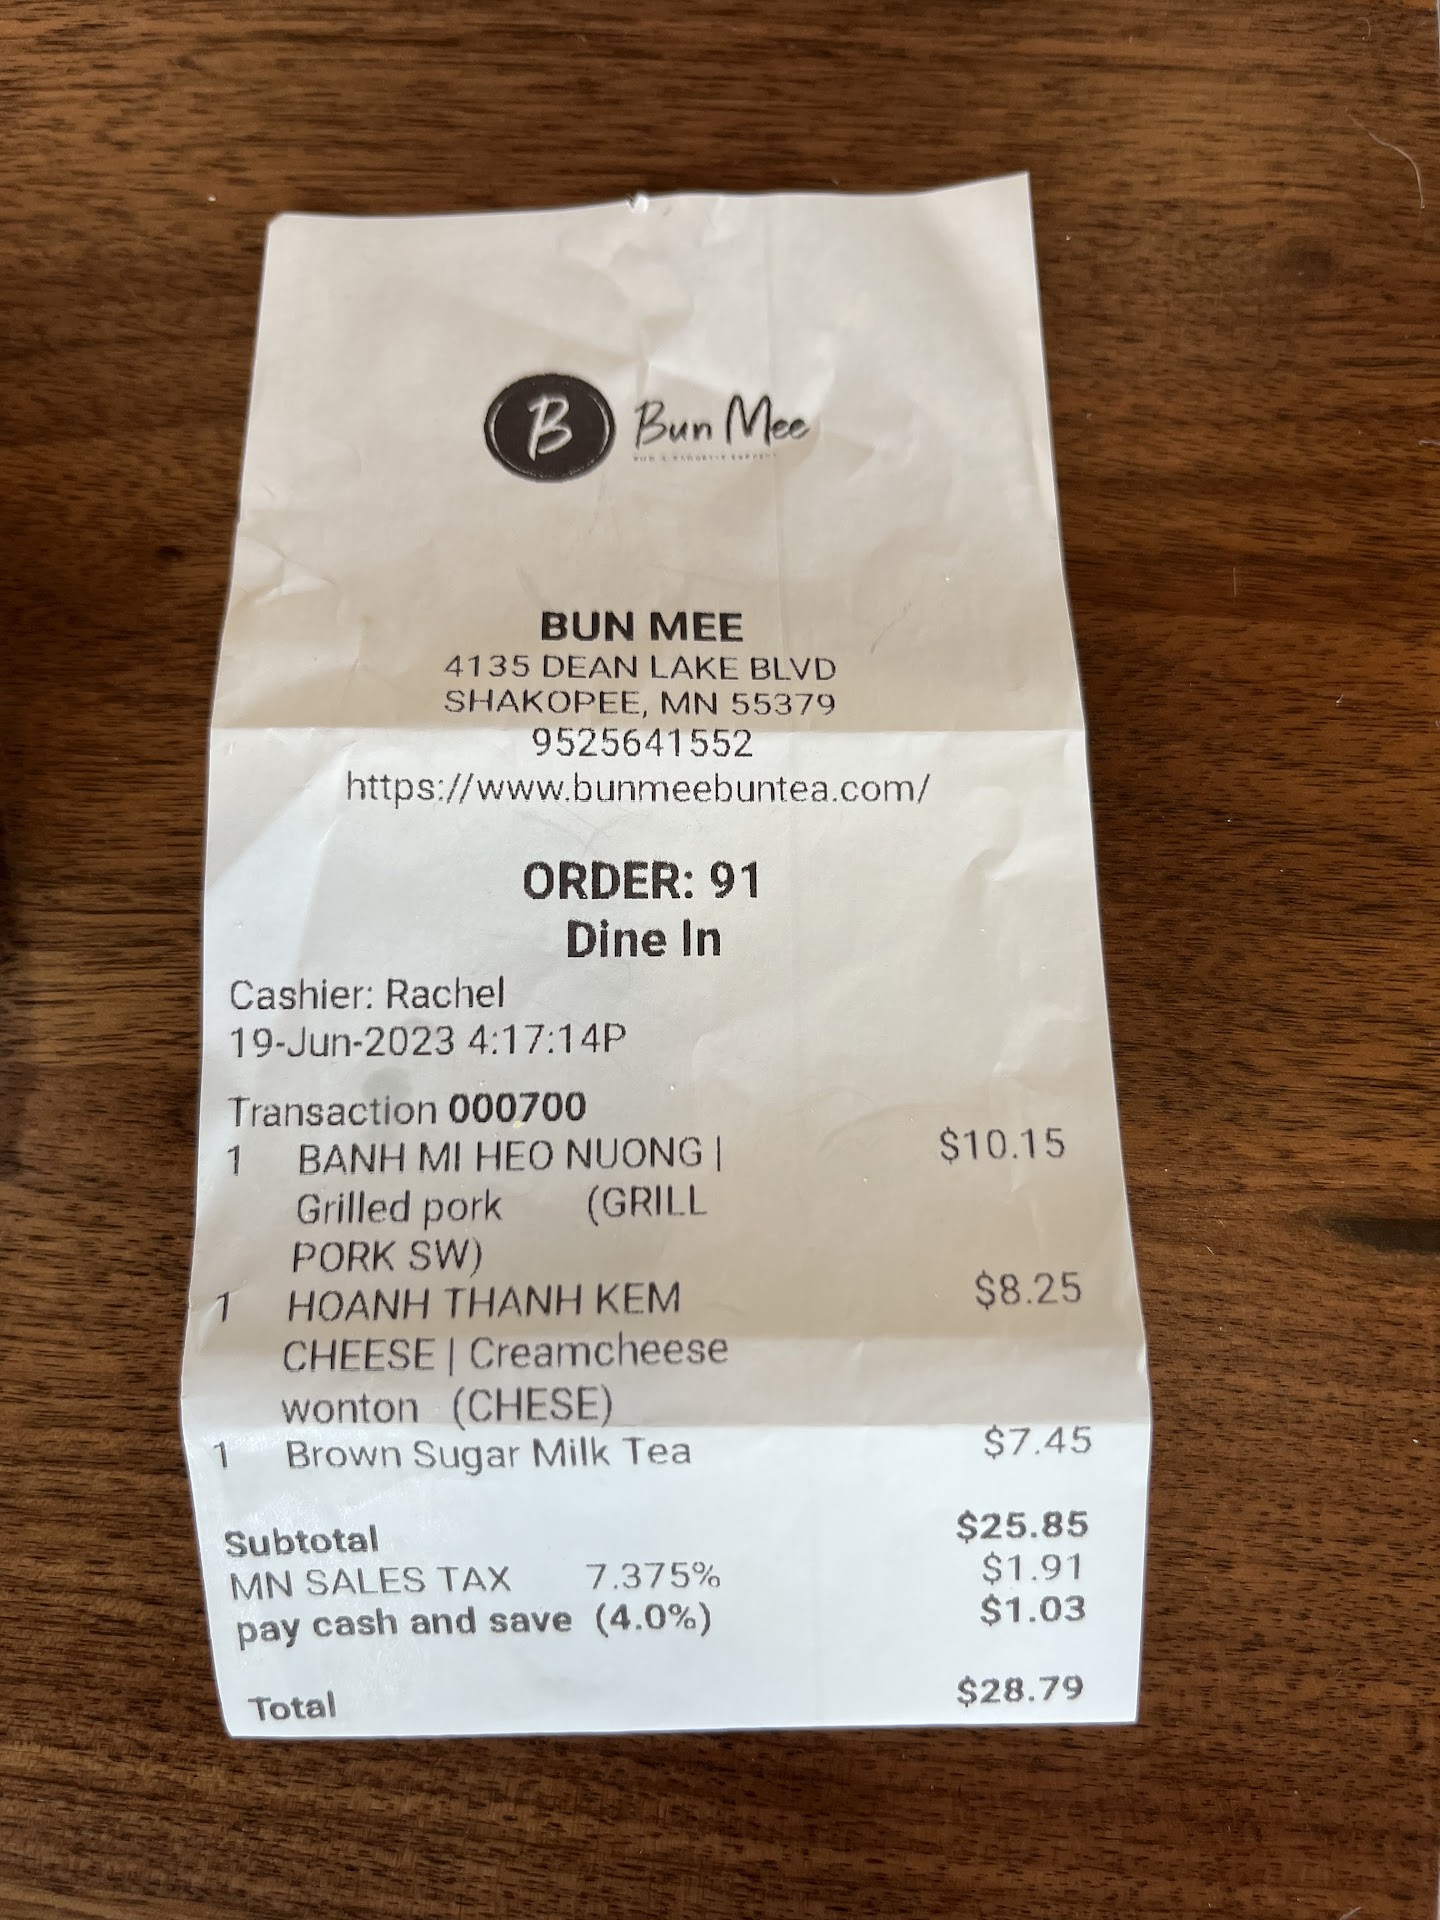 B Bun Mee
BUN MEE
4135 DEAN LAKE BLVD
SHAKOPEE, MN 55379
9525641552
https://www.bunmeebuntea.com/
ORDER: 91
Dine In
Cashier: Rachel
19-Jun-2023 4:17:14P
Transaction 000700
1 BANH MI HEO NUONG | $10.15
Grilled pork (GRILL
PORK SW)
1 HOANH THANH KEM $8.25
CHEESE | Creamcheese
wonton (CHESE)
1 Brown Sugar Milk Tea $7.45
Subtotal $25.85
MN SALES TAX 7.375% $1.91
pay cash and save (4.0%) $1.03
Total $28.79